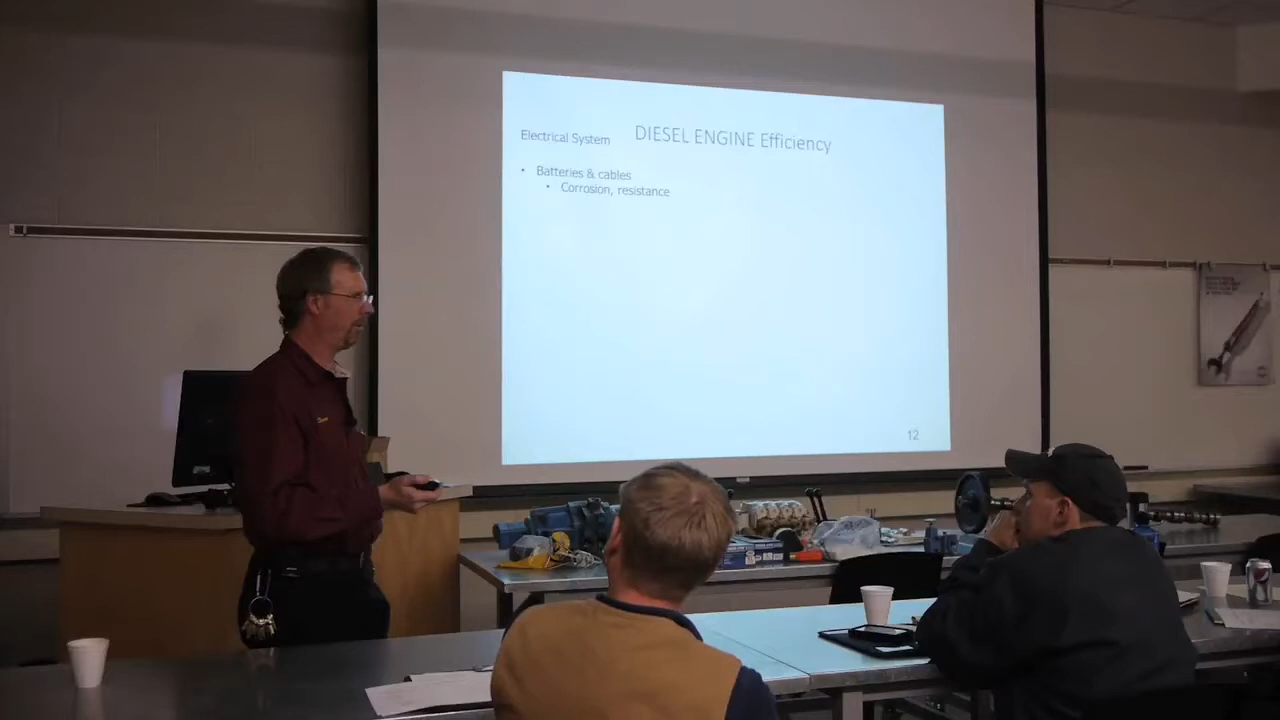 Electrical System
DIESEL ENGINE Efficiency
• Batteries & cables
• Corrosion, resistance
12